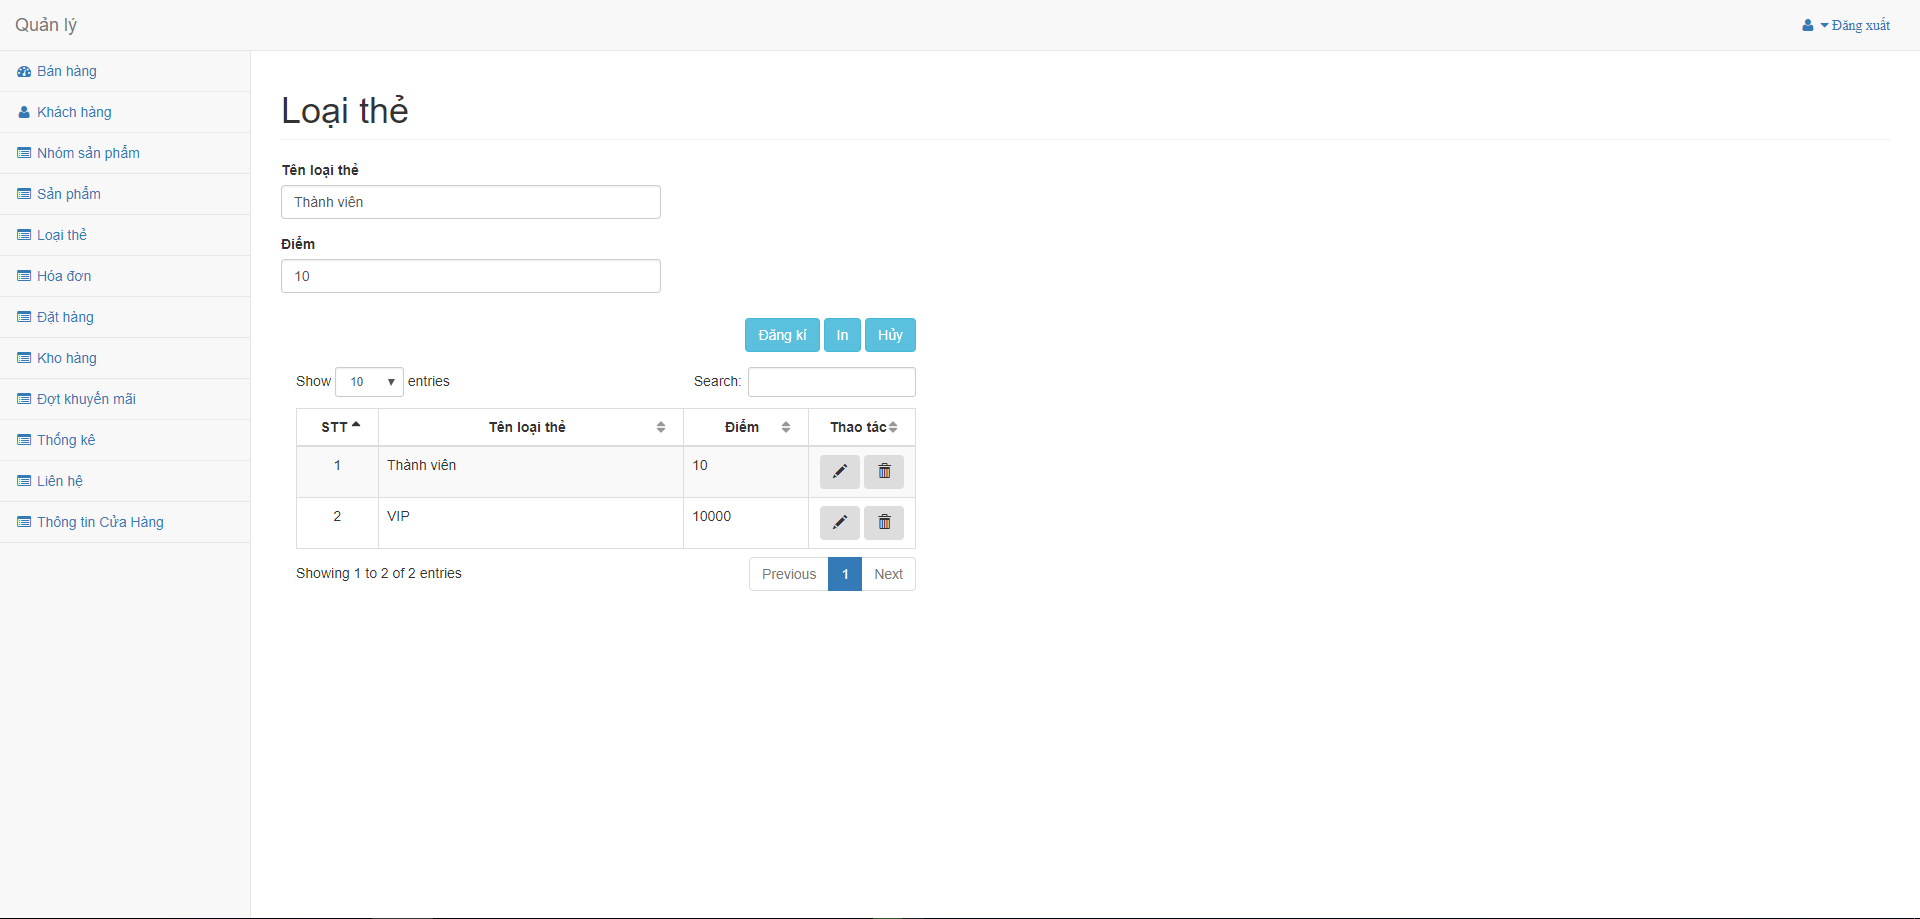 Quản lý
Đăng xuất
Bán hàng
Khách hàng
Nhóm sản phẩm
Sản phẩm
Loại thẻ
Hóa đơn
Đặt hàng
Kho hàng
Đợt khuyến mãi
Thống kê
Liên hệ
Thông tin Cửa Hàng
Loại thẻ
Tên loại thẻ
Thành viên
Điểm
10
Đăng kí In Hủy
Show 10 entries Search:
STT Tên loại thẻ Điểm Thao tác
1 Thành viên 10
2 VIP 10000
Showing 1 to 2 of 2 entries Previous 1 Next